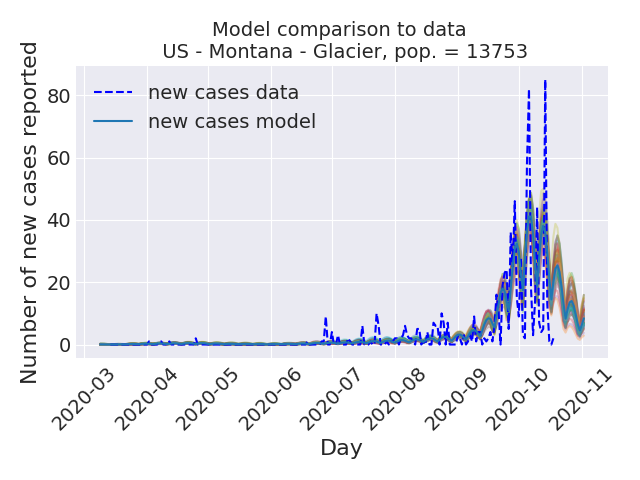 Model comparison to data
US - Montana - Glacier, pop. = 13753
Number of new cases reported
80
60
40
20
0
new cases data
new cases model
2020-03
2020-04
2020-05
2020-06
2020-07
2020-08
2020-09
2020-10
2020-11
Day